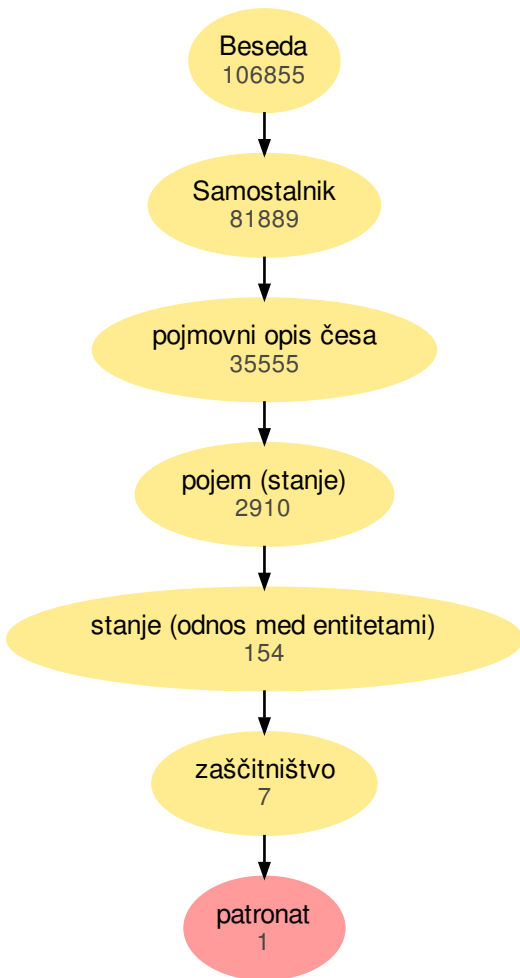 Beseda
106855
Samostalnik
81889
pojmovni opis česa
35555
pojem (stanje)
2910
stanje (odnos med entitetami)
154
zaščitništvo
7
patronat
1